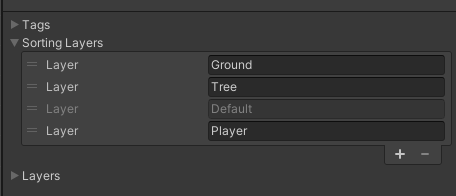 Tags
Sorting Layers
Layer Ground
Layer Tree
Layer Default
Layer Player
+ −
Layers